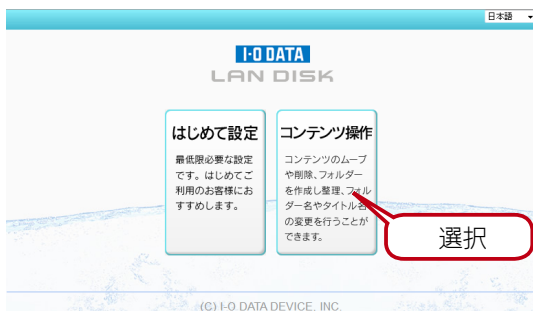 日本語
I-O DATA
LAN DISK
はじめて設定
最低限必要な設定
です。はじめてご
利用のお客様にお
すすめします。
コンテンツ操作
コンテンツのムーブ
や削除、フォルダー
を作成し整理、フォル
ダー名やタイトル名
の変更を行うことが
できます。
選択
(C) I-O DATA DEVICE, INC.